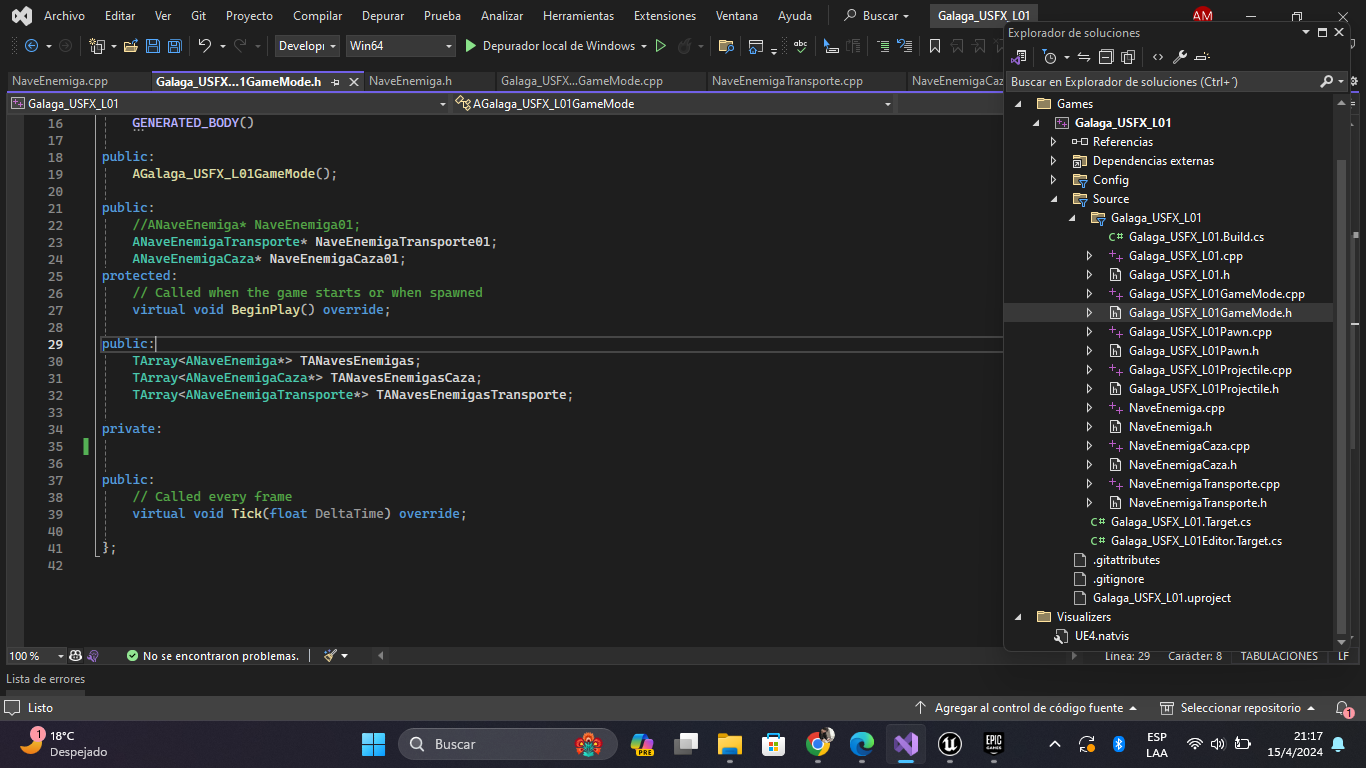 Archivo Editar Ver Git Proyecto Compilar Depurar Prueba Analizar Herramientas Extensiones Ventana Ayuda Buscar Galaga_USFX_L01 AM
Developr Win64 Depurador local de Windows
NaveEnemiga.cpp Galaga_USFX...1GameMode.h NaveEnemiga.h Galaga_USFX...GameMode.cpp NaveEnemigaTransporte.cpp NaveEnemigaCaz
Galaga_USFX_L01 AGalaga_USFX_L01GameMode
16 GENERATED_BODY()
17
18 public:
19 AGalaga_USFX_L01GameMode();
20
21 public:
22 //ANaveEnemiga* NaveEnemiga01;
23 ANaveEnemigaTransporte* NaveEnemigaTransporte01;
24 ANaveEnemigaCaza* NaveEnemigaCaza01;
25 protected:
26 // Called when the game starts or when spawned
27 virtual void BeginPlay() override;
28
29 public:
30 TArray<ANaveEnemiga*> TANavesEnemigas;
31 TArray<ANaveEnemigaCaza*> TANavesEnemigasCaza;
32 TArray<ANaveEnemigaTransporte*> TANavesEnemigasTransporte;
33
34 private:
35
36
37 public:
38 // Called every frame
39 virtual void Tick(float DeltaTime) override;
40
41 };
42
100 % No se encontraron problemas. Línea: 29 Carácter: 8 TABULACIONES LF
Explorador de soluciones
Buscar en Explorador de soluciones (Ctrl+´)
Games
Galaga_USFX_L01
Referencias
Dependencias externas
Config
Source
Galaga_USFX_L01
C# Galaga_USFX_L01.Build.cs
Galaga_USFX_L01.cpp
Galaga_USFX_L01.h
Galaga_USFX_L01GameMode.cpp
Galaga_USFX_L01GameMode.h
Galaga_USFX_L01Pawn.cpp
Galaga_USFX_L01Pawn.h
Galaga_USFX_L01Projectile.cpp
Galaga_USFX_L01Projectile.h
NaveEnemiga.cpp
NaveEnemiga.h
NaveEnemigaCaza.cpp
NaveEnemigaCaza.h
NaveEnemigaTransporte.cpp
NaveEnemigaTransporte.h
C# Galaga_USFX_L01.Target.cs
C# Galaga_USFX_L01Editor.Target.cs
.gitattributes
.gitignore
Galaga_USFX_L01.uproject
Visualizers
UE4.natvis
Lista de errores
Listo Agregar al control de código fuente Seleccionar repositorio 1
1 18°C
Despejado
Buscar
PRE
EPIC GAMES
ESP
LAA
21:17
15/4/2024